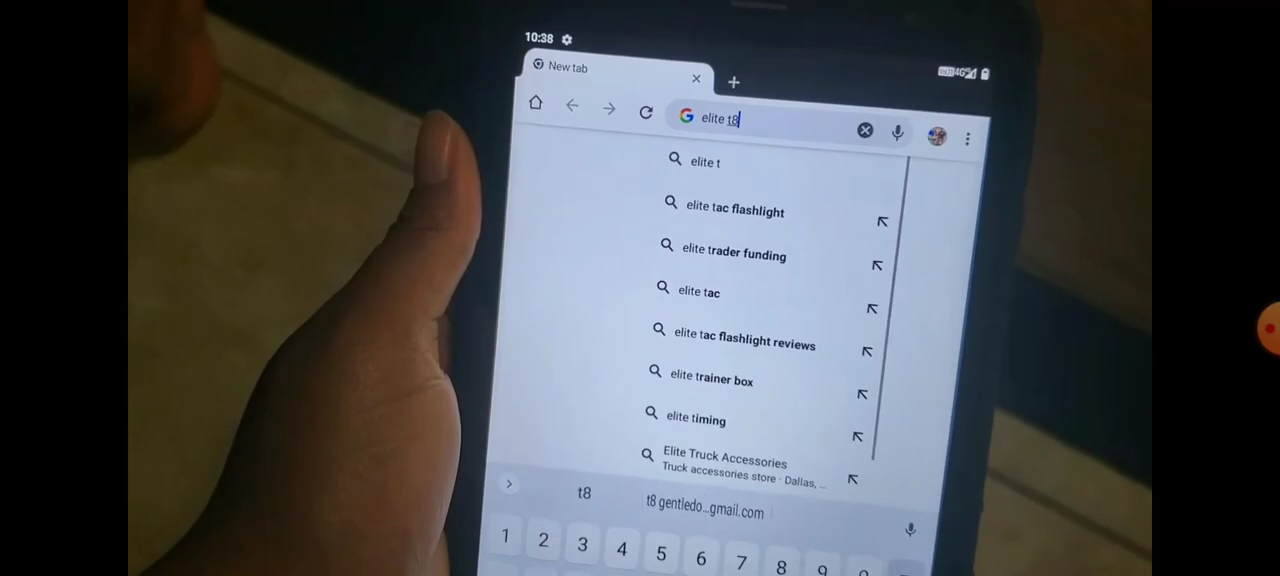 10:38
New tab
4G
elite t8
elite t
elite tac flashlight
elite trader funding
elite tac
elite tac flashlight reviews
elite trainer box
elite timing
Elite Truck Accessories
Truck accessories store · Dallas, ...
t8
t8 gentledo...gmail.com
1 2 3 4 5 6 7 8 9